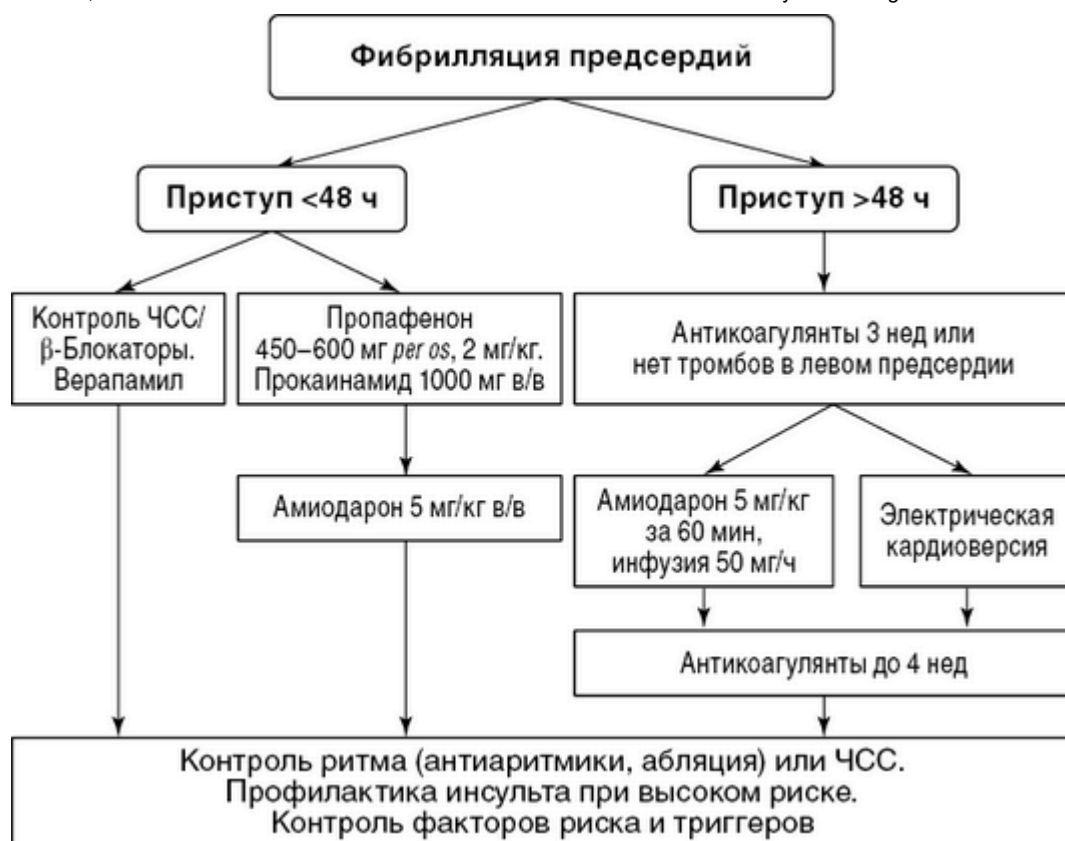 Фибрилляция предсердий
Приступ <48 ч
Приступ >48 ч
Контроль ЧСС/
β-Блокаторы.
Верапамил
Пропафенон
450–600 мг per os, 2 мг/кг.
Прокаинамид 1000 мг в/в
Антикоагулянты 3 нед или
нет тромбов в левом предсердии
Амиодарон 5 мг/кг в/в
Амиодарон 5 мг/кг
за 60 мин,
инфузия 50 мг/ч
Электрическая
кардиоверсия
Антикоагулянты до 4 нед
Контроль ритма (антиаритмики, абляция) или ЧСС.
Профилактика инсульта при высоком риске.
Контроль факторов риска и триггеров